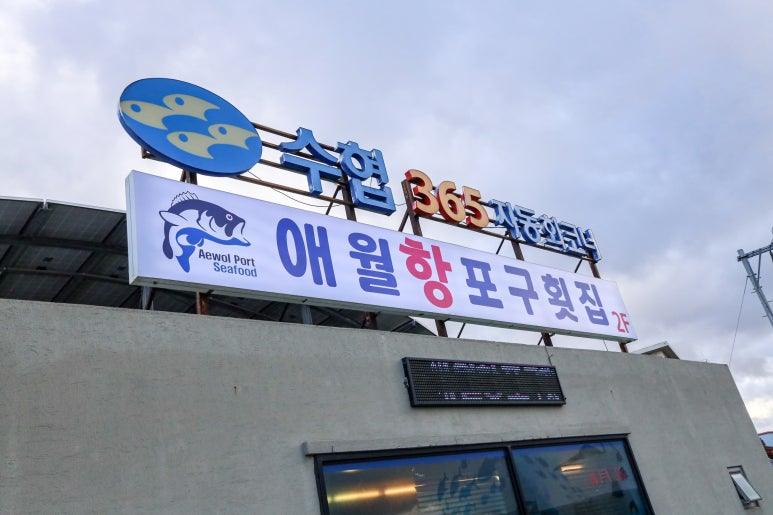 수협 365 자동화코너
Aewol Port
Seafood
애월항포구횟집 2F